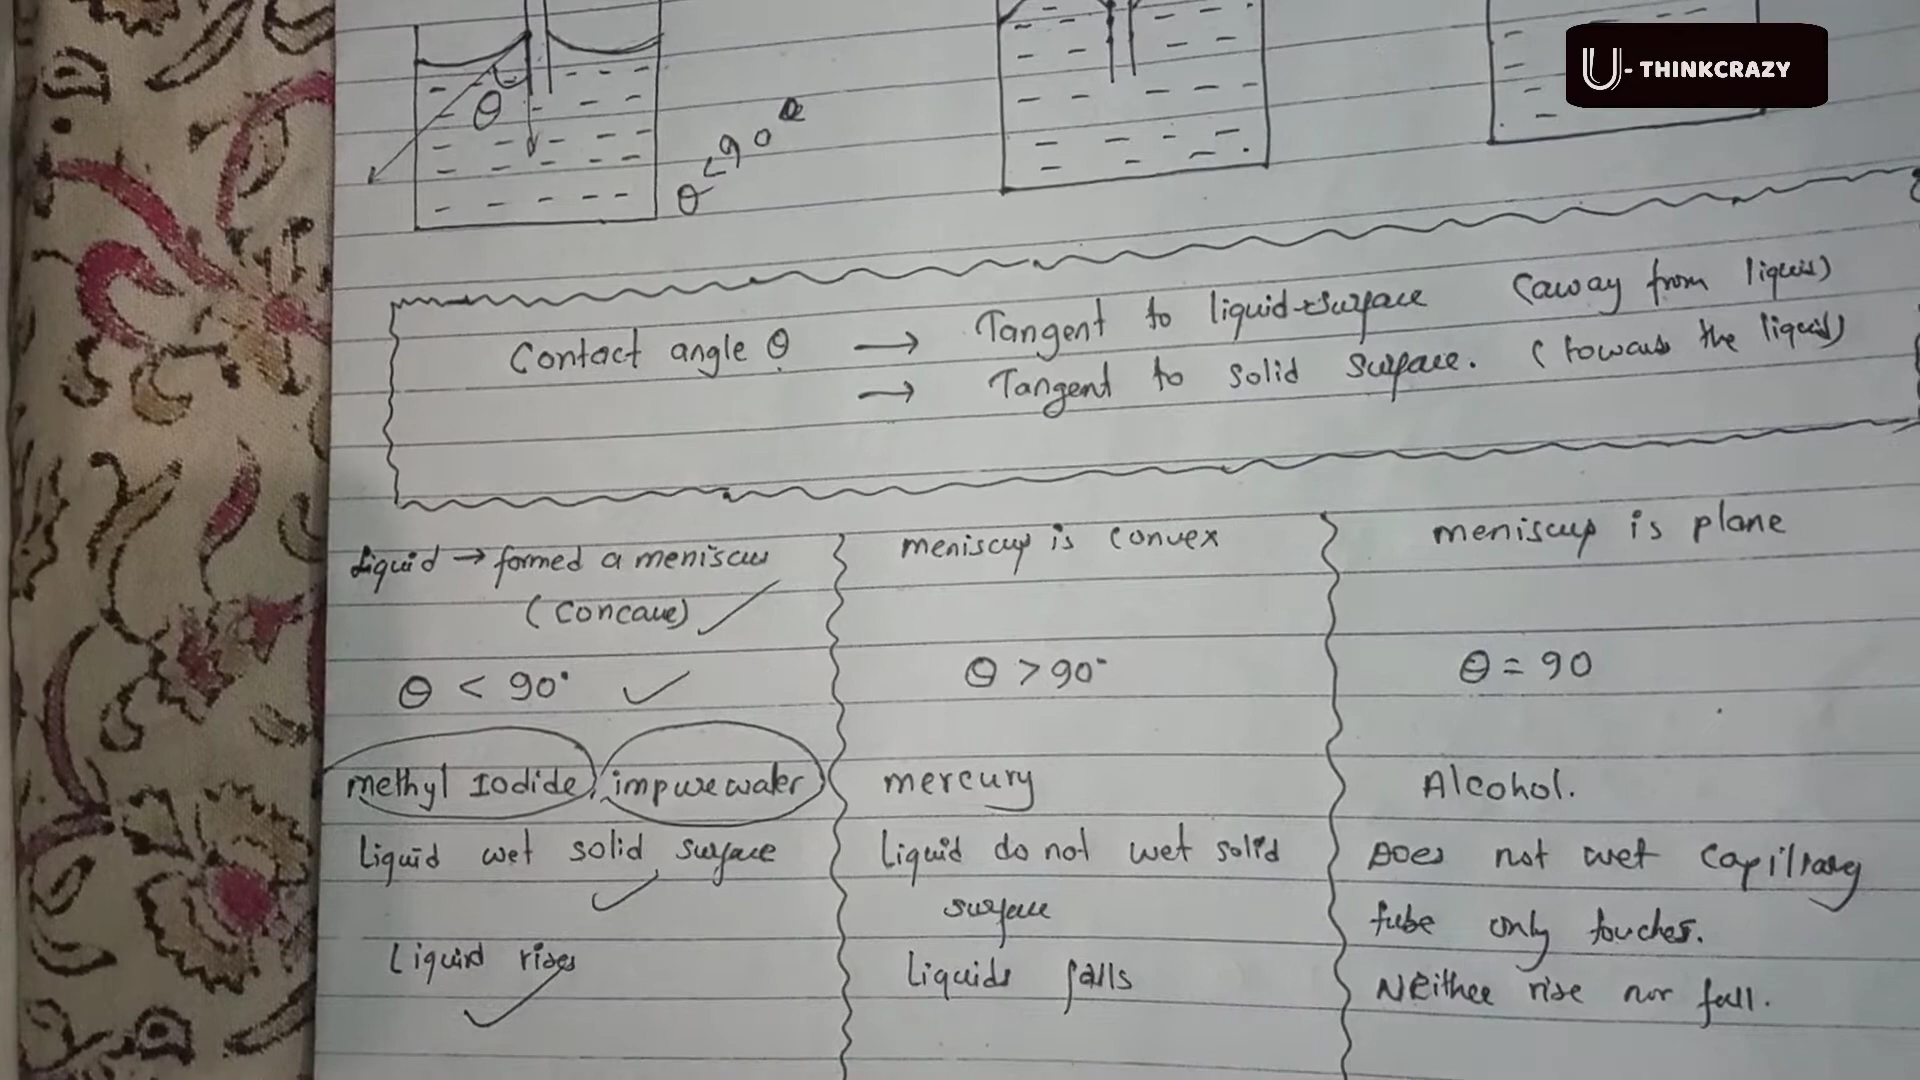 U - THINKCRAZY
θ
θ < 90°
Contact angle θ → Tangent to liquid surface (away from liquid)
→ Tangent to solid surface. (towards the liquid)
Liquid → formed a meniscus
(Concave)
θ < 90°
methyl Iodide, impure water
Liquid wet solid surface
Liquid rises
meniscus is convex
θ > 90°
mercury
Liquid do not wet solid
surface
Liquids falls
meniscus is plane
θ = 90
Alcohol.
Does not wet capillary
tube only touches.
Neither rise nor fall.